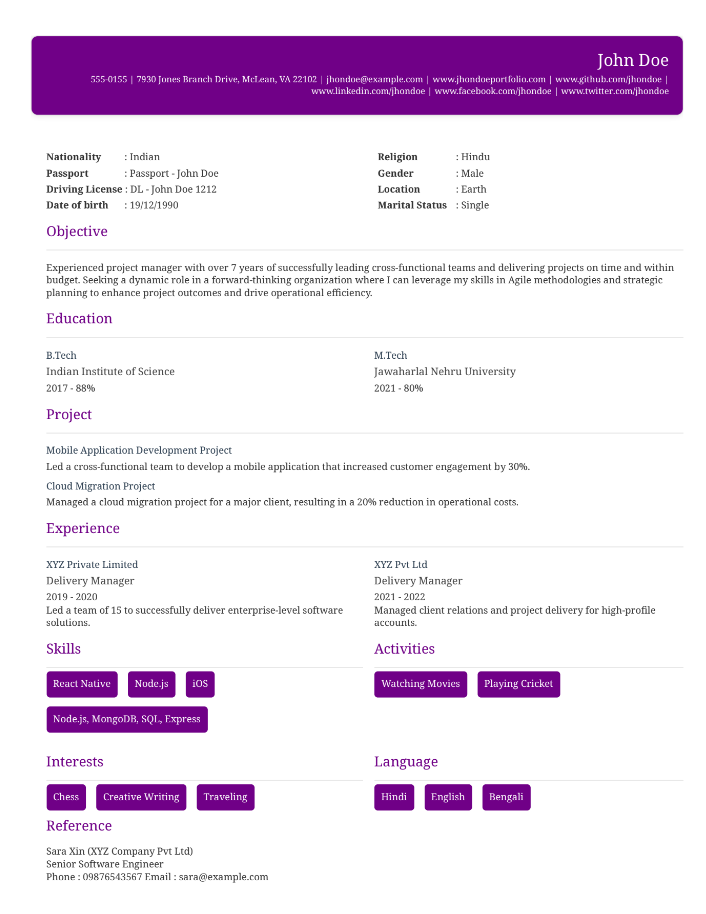 John Doe
555-0155 | 7930 Jones Branch Drive, McLean, VA 22102 | jhondoe@example.com | www.jhondoeportfolio.com | www.github.com/jhondoe |
www.linkedin.com/jhondoe | www.facebook.com/jhondoe | www.twitter.com/jhondoe
Nationality : Indian
Passport : Passport - John Doe
Driving License : DL - John Doe 1212
Date of birth : 19/12/1990
Religion : Hindu
Gender : Male
Location : Earth
Marital Status : Single
Objective
Experienced project manager with over 7 years of successfully leading cross-functional teams and delivering projects on time and within
budget. Seeking a dynamic role in a forward-thinking organization where I can leverage my skills in Agile methodologies and strategic
planning to enhance project outcomes and drive operational efficiency.
Education
B.Tech
Indian Institute of Science
2017 - 88%
M.Tech
Jawaharlal Nehru University
2021 - 80%
Project
Mobile Application Development Project
Led a cross-functional team to develop a mobile application that increased customer engagement by 30%.
Cloud Migration Project
Managed a cloud migration project for a major client, resulting in a 20% reduction in operational costs.
Experience
XYZ Private Limited
Delivery Manager
2019 - 2020
Led a team of 15 to successfully deliver enterprise-level software
solutions.
XYZ Pvt Ltd
Delivery Manager
2021 - 2022
Managed client relations and project delivery for high-profile
accounts.
Skills
React Native Node.js iOS
Node.js, MongoDB, SQL, Express
Activities
Watching Movies Playing Cricket
Interests
Chess Creative Writing Traveling
Language
Hindi English Bengali
Reference
Sara Xin (XYZ Company Pvt Ltd)
Senior Software Engineer
Phone : 09876543567 Email : sara@example.com